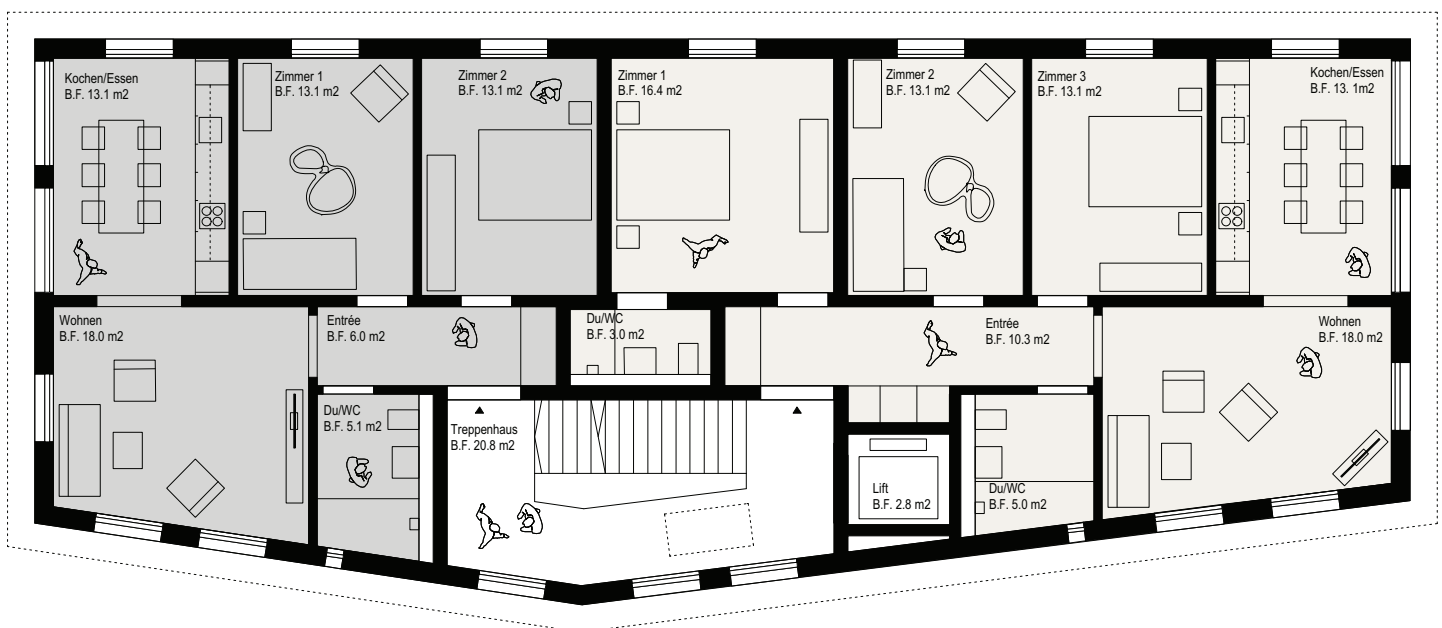 Kochen/Essen
B.F. 13.1 m2
Zimmer 1
B.F. 13.1 m2
Zimmer 2
B.F. 13.1 m2
Zimmer 1
B.F. 16.4 m2
Zimmer 2
B.F. 13.1 m2
Zimmer 3
B.F. 13.1 m2
Kochen/Essen
B.F. 13. 1m2
Wohnen
B.F. 18.0 m2
Entrée
B.F. 6.0 m2
Du/WC
B.F. 3.0 m2
Entrée
B.F. 10.3 m2
Wohnen
B.F. 18.0 m2
Du/WC
B.F. 5.1 m2
Treppenhaus
B.F. 20.8 m2
Lift
B.F. 2.8 m2
Du/WC
B.F. 5.0 m2